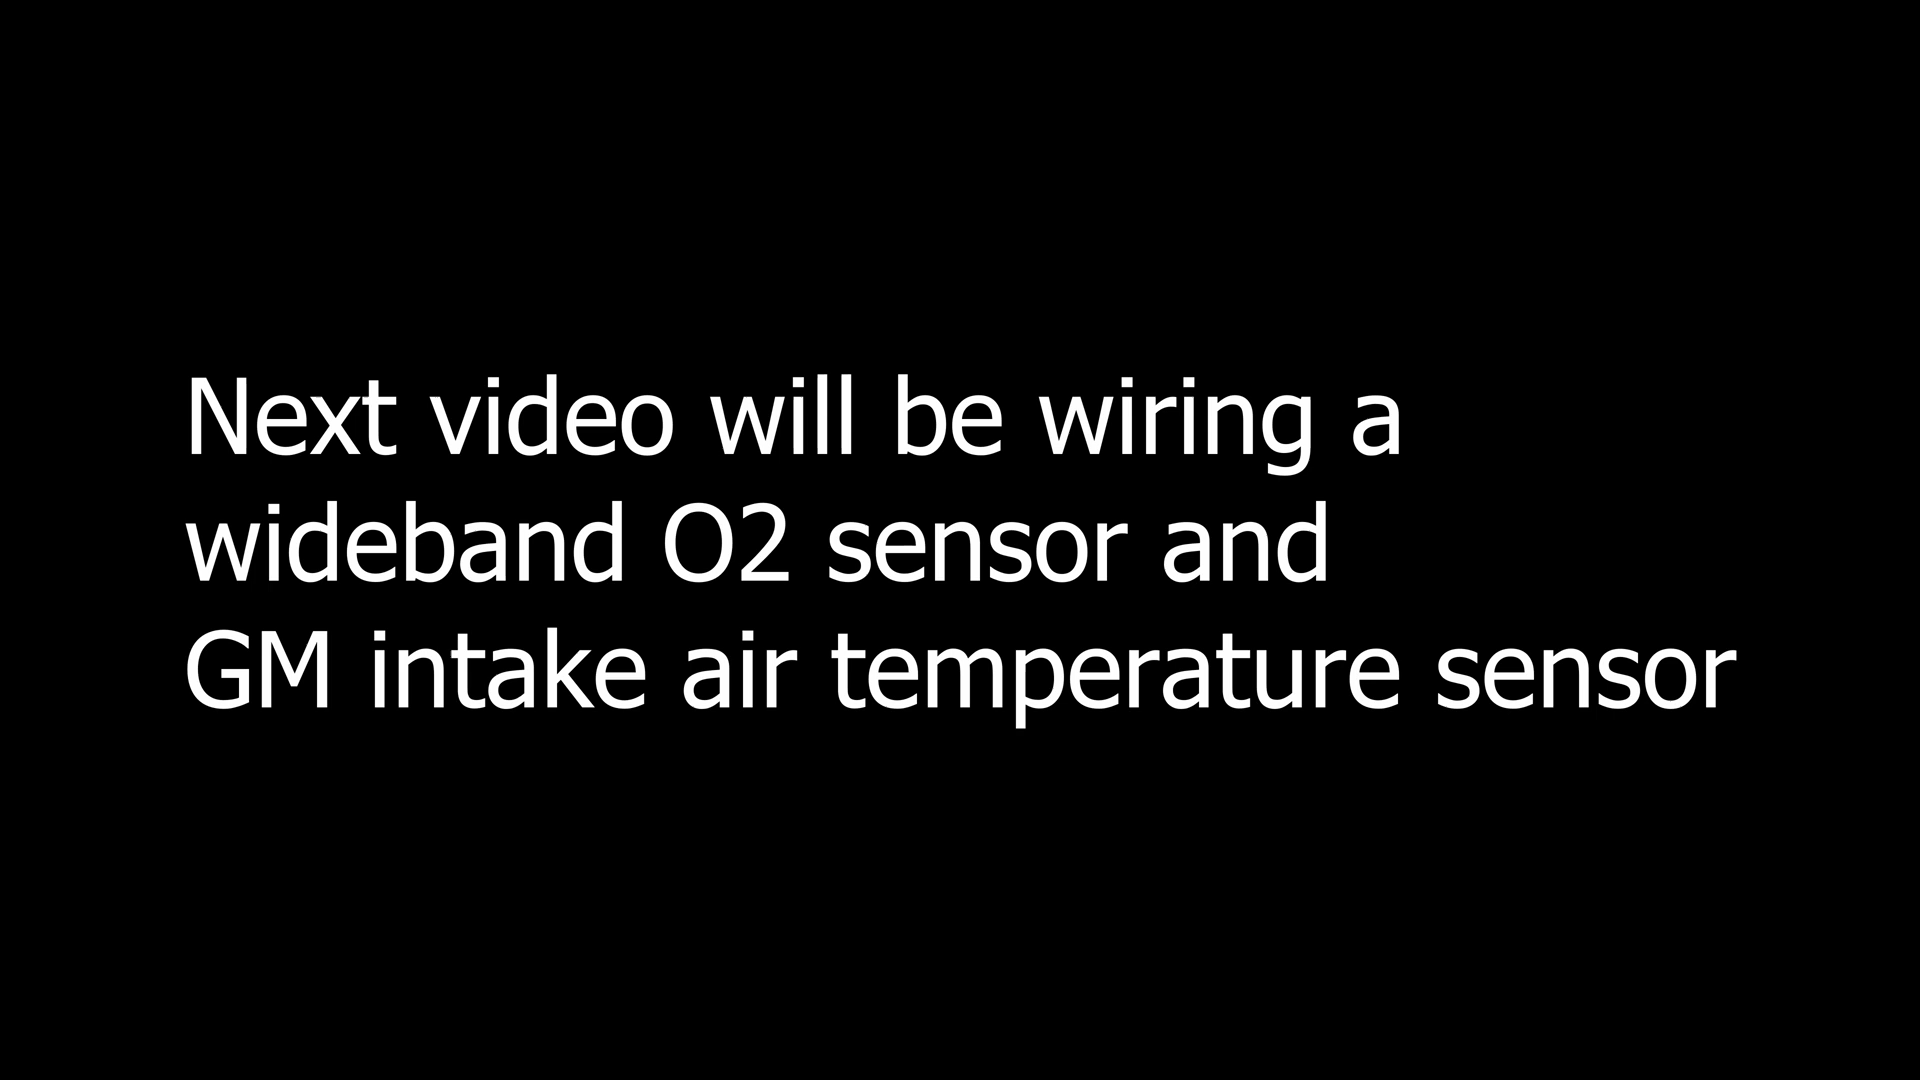 Next video will be wiring a
wideband O2 sensor and
GM intake air temperature sensor